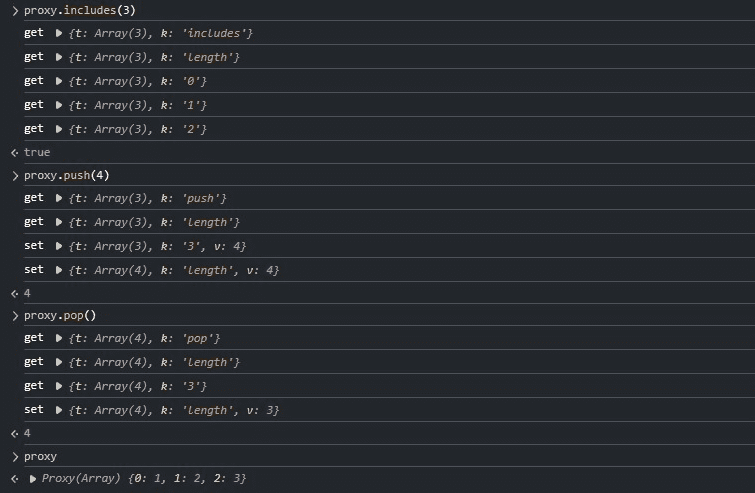 proxy.includes(3)
get ▶ {t: Array(3), k: 'includes'}
get ▶ {t: Array(3), k: 'length'}
get ▶ {t: Array(3), k: '0'}
get ▶ {t: Array(3), k: '1'}
get ▶ {t: Array(3), k: '2'}
true
proxy.push(4)
get ▶ {t: Array(3), k: 'push'}
get ▶ {t: Array(3), k: 'length'}
set ▶ {t: Array(3), k: '3', v: 4}
set ▶ {t: Array(4), k: 'length', v: 4}
4
proxy.pop()
get ▶ {t: Array(4), k: 'pop'}
get ▶ {t: Array(4), k: 'length'}
get ▶ {t: Array(4), k: '3'}
set ▶ {t: Array(4), k: 'length', v: 3}
4
proxy
▶ Proxy(Array) {0: 1, 1: 2, 2: 3}